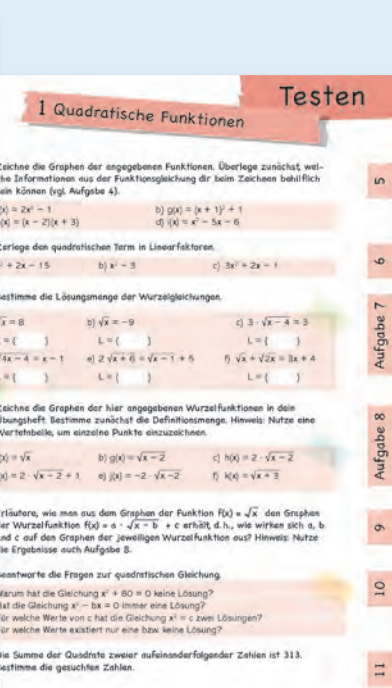 Testen
1 Quadratische Funktionen
Zeichne die Graphen der angegebenen Funktionen. Überlege zunächst, wel-
che Informationen aus der Funktionsgleichung dir beim Zeichnen behilflich
sein können (vgl. Aufgabe 4).
(x) = 2x² − 1 b) g(x) = (x + 1)² + 1
(x) = (x − 2)(x + 3) d) i(x) = x² − 5x − 6
5
Zerlege den quadratischen Term in Linearfaktoren.
² + 2x − 15 b) x² − 3 c) 3x² + 2x − 1
6
Bestimme die Lösungsmenge der Wurzelgleichungen.
√x = 8 b) √x = −9 c) 3 · √x − 4 = 3
L = { } L = { } L = { }
√4x − 4 = x − 1 e) 2 √x + 6 = √x − 1 + 5 f) √x + √2x = 3x + 4
L = { } L = { } L = { }
Aufgabe 7
Zeichne die Graphen der hier angegebenen Wurzelfunktionen in dein
Übungsheft. Bestimme zunächst die Definitionsmenge. Hinweis: Nutze eine
Wertetabelle, um einzelne Punkte einzuzeichnen.
(x) = √x b) g(x) = √x − 2 c) h(x) = 2 · √x − 2
(x) = 2 · √x − 2 + 1 e) j(x) = −2 · √x − 2 f) k(x) = √x + 3
Aufgabe 8
Erläutere, wie man aus dem Graphen der Funktion f(x) = √x den Graphen
der Wurzelfunktion f(x) = a · √x − b + c erhält, d. h., wie wirken sich a, b
und c auf den Graphen der jeweiligen Wurzelfunktion aus? Hinweis: Nutze
die Ergebnisse auch Aufgabe 8.
9
Beantworte die Fragen zur quadratischen Gleichung.
Warum hat die Gleichung x² + 80 = 0 keine Lösung?
Hat die Gleichung x² − bx = 0 immer eine Lösung?
Für welche Werte von c hat die Gleichung x² = c zwei Lösungen?
Für welche Werte existiert nur eine bzw. keine Lösung?
10
Die Summe der Quadrate zweier aufeinanderfolgender Zahlen ist 313.
Bestimme die gesuchten Zahlen.
11